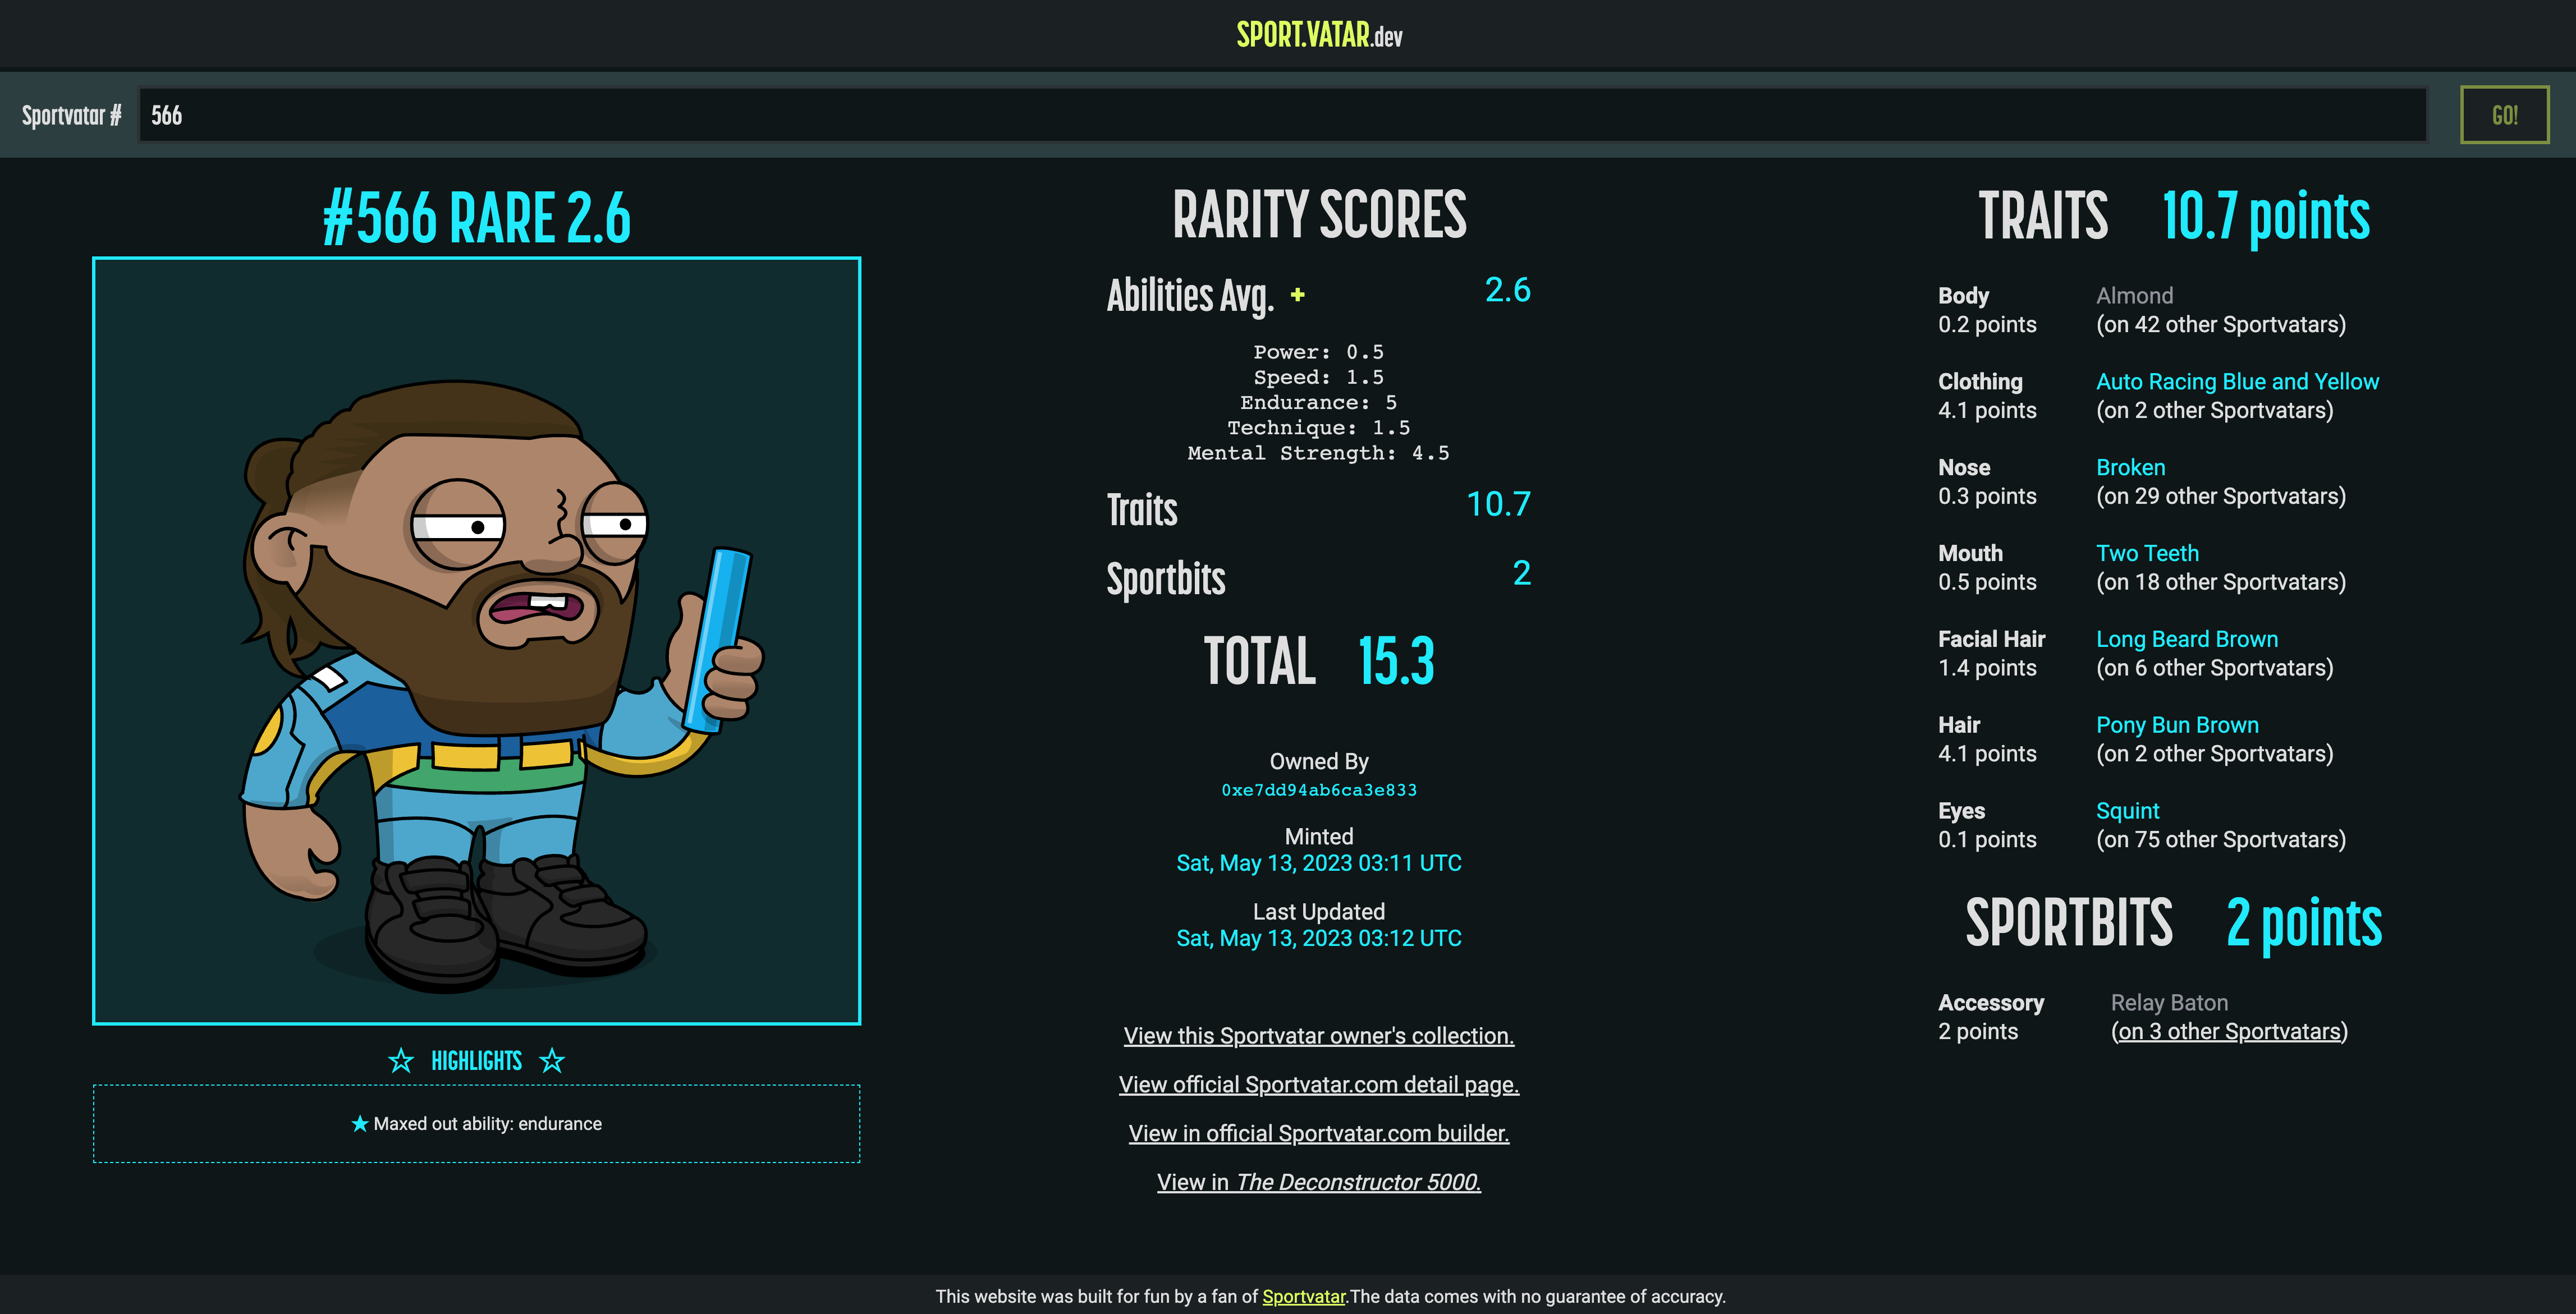 SPORT.VATAR.dev
Sportvatar #
566
GO!
#566 RARE 2.6
☆ HIGHLIGHTS ☆
★ Maxed out ability: endurance
RARITY SCORES
Abilities Avg. + 2.6
Power: 0.5
Speed: 1.5
Endurance: 5
Technique: 1.5
Mental Strength: 4.5
Traits 10.7
Sportbits 2
TOTAL 15.3
Owned By
0xe7dd94ab6ca3e833
Minted
Sat, May 13, 2023 03:11 UTC
Last Updated
Sat, May 13, 2023 03:12 UTC
View this Sportvatar owner's collection.
View official Sportvatar.com detail page.
View in official Sportvatar.com builder.
View in The Deconstructor 5000.
TRAITS 10.7 points
Body Almond
0.2 points (on 42 other Sportvatars)
Clothing Auto Racing Blue and Yellow
4.1 points (on 2 other Sportvatars)
Nose Broken
0.3 points (on 29 other Sportvatars)
Mouth Two Teeth
0.5 points (on 18 other Sportvatars)
Facial Hair Long Beard Brown
1.4 points (on 6 other Sportvatars)
Hair Pony Bun Brown
4.1 points (on 2 other Sportvatars)
Eyes Squint
0.1 points (on 75 other Sportvatars)
SPORTBITS 2 points
Accessory Relay Baton
2 points (on 3 other Sportvatars)
This website was built for fun by a fan of Sportvatar.The data comes with no guarantee of accuracy.